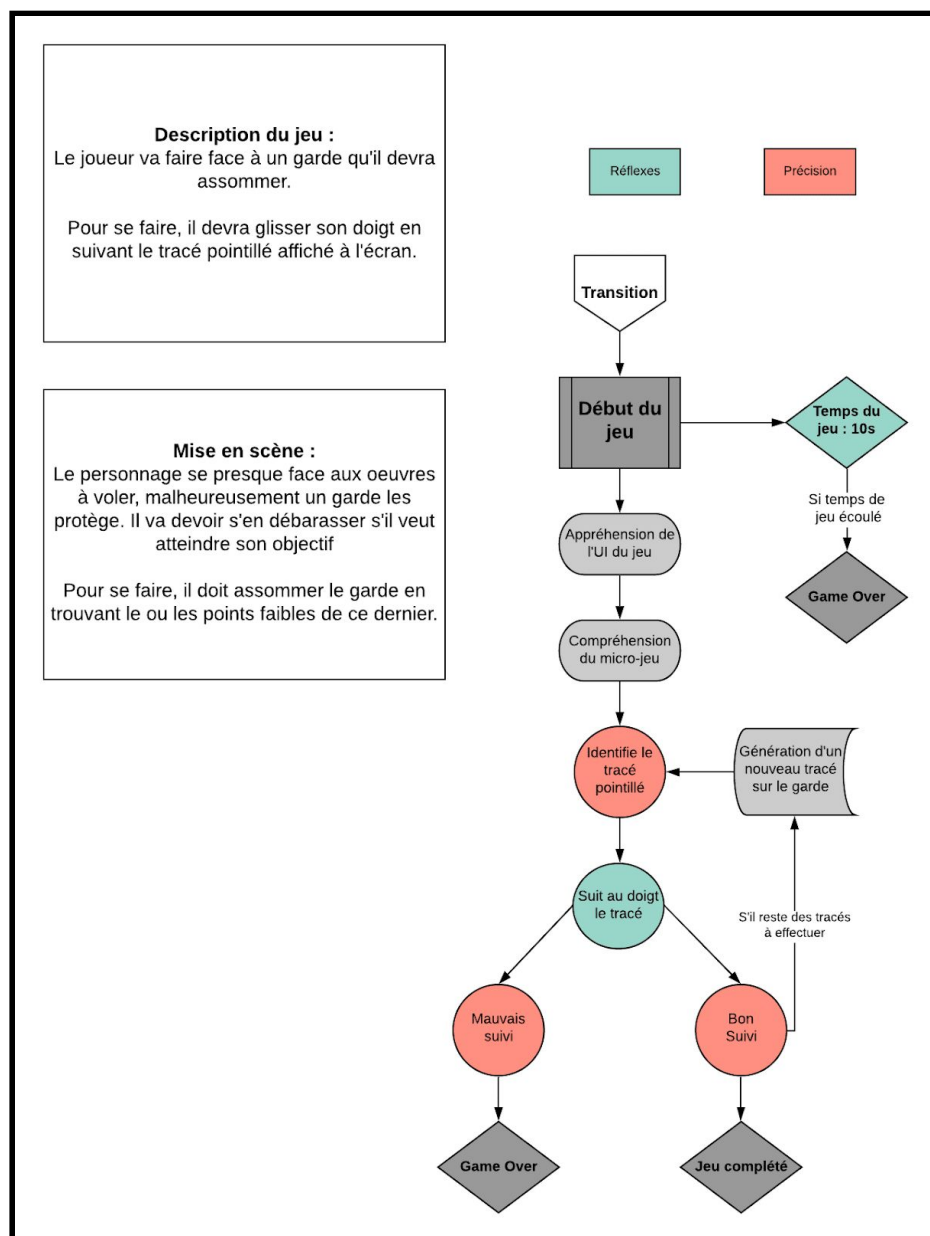 Description du jeu :
Le joueur va faire face à un garde qu'il devra
assommer.
Pour se faire, il devra glisser son doigt en
suivant le tracé pointillé affiché à l'écran.
Mise en scène :
Le personnage se presque face aux oeuvres
à voler, malheureusement un garde les
protège. Il va devoir s'en débarasser s'il veut
atteindre son objectif
Pour se faire, il doit assommer le garde en
trouvant le ou les points faibles de ce dernier.
Réflexes
Précision
Transition
Début du
jeu
Temps du
jeu : 10s
Si temps de
jeu écoulé
Game Over
Appréhension de
l'UI du jeu
Compréhension
du micro-jeu
Identifie le
tracé
pointillé
Génération d'un
nouveau tracé
sur le garde
Suit au doigt
le tracé
S'il reste des tracés
à effectuer
Mauvais
suivi
Bon
Suivi
Game Over
Jeu complété